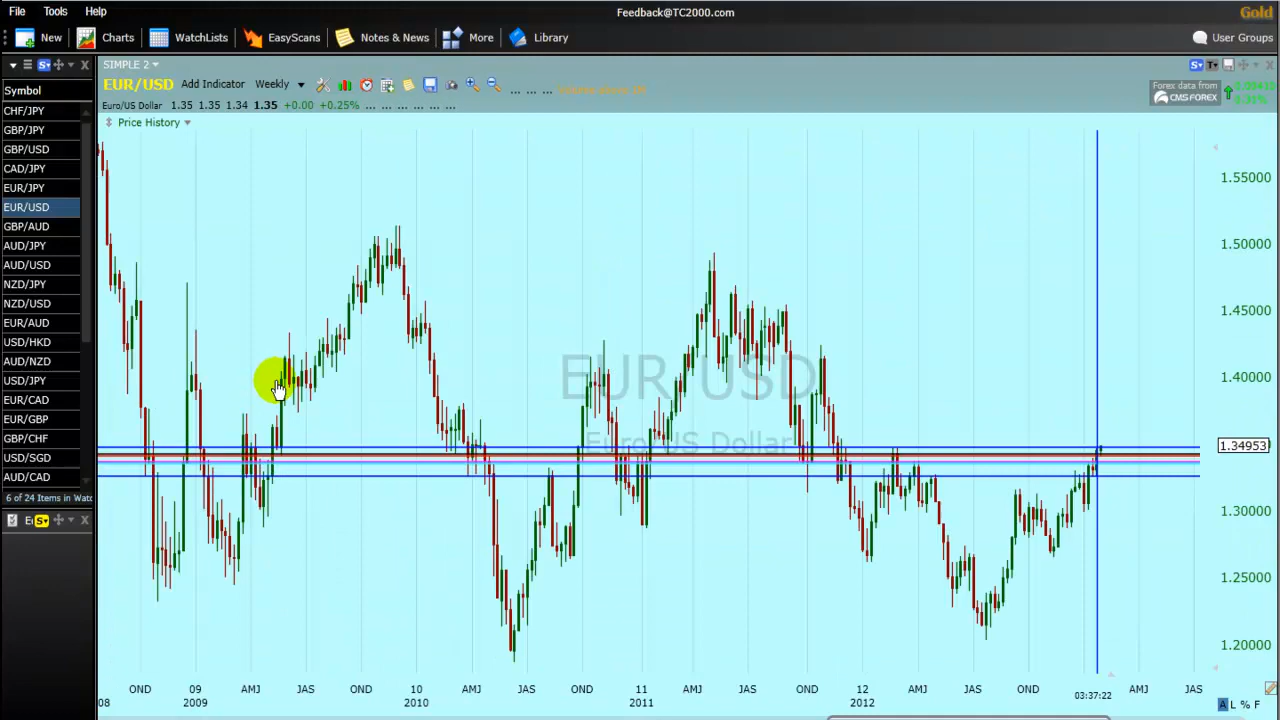 File Tools Help Feedback@TC2000.com Gold
New Charts WatchLists EasyScans Notes & News More Library User Groups
SIMPLE 2
EUR/USD Add Indicator Weekly ... ... ...
Euro/US Dollar 1.35 1.35 1.34 1.35 +0.00 +0.25% ... ... ... ... ...
Forex data from
CMS FOREX
Price History
Symbol
CHF/JPY
GBP/JPY
GBP/USD
CAD/JPY
EUR/JPY
EUR/USD
GBP/AUD
AUD/JPY
AUD/USD
NZD/JPY
NZD/USD
EUR/AUD
USD/HKD
AUD/NZD
USD/JPY
EUR/CAD
EUR/GBP
GBP/CHF
USD/SGD
AUD/CAD
6 of 24 Items in Watc
EUR/USD
Euro/US Dollar
1.55000
1.50000
1.45000
1.40000
1.34953
1.30000
1.25000
1.20000
OND 09 AMJ JAS 10 AMJ JAS 11 AMJ JAS OND 12 AMJ JAS OND 03:37:22 AMJ JAS
08 2009 2010 2011 2012
A L % F